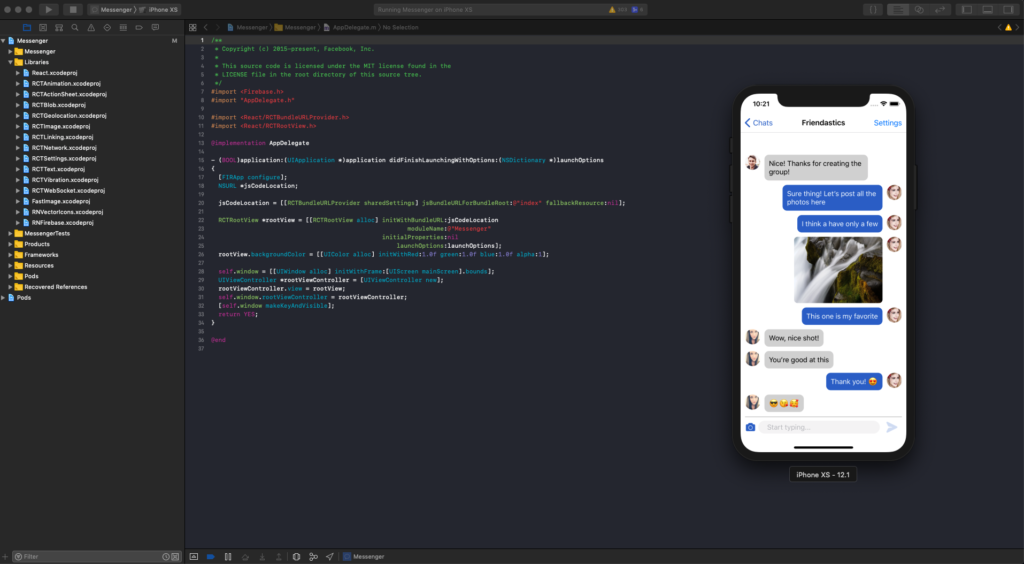 Messenger
iPhone XS
Running Messenger on iPhone XS
Messenger
Messenger
AppDelegate.m
No Selection
Messenger
M
Messenger
Libraries
React.xcodeproj
RCTAnimation.xcodeproj
RCTActionSheet.xcodeproj
RCTBlob.xcodeproj
RCTGeolocation.xcodeproj
RCTImage.xcodeproj
RCTLinking.xcodeproj
RCTNetwork.xcodeproj
RCTSettings.xcodeproj
RCTText.xcodeproj
RCTVibration.xcodeproj
RCTWebSocket.xcodeproj
FastImage.xcodeproj
RNVectorIcons.xcodeproj
RNFirebase.xcodeproj
MessengerTests
Products
Frameworks
Resources
Pods
Recovered References
Pods
Filter
1 /**
2 * Copyright (c) 2015-present, Facebook, Inc.
3 *
4 * This source code is licensed under the MIT license found in the
5 * LICENSE file in the root directory of this source tree.
6 */
7 #import <Firebase.h>
8 #import "AppDelegate.h"
9
10 #import <React/RCTBundleURLProvider.h>
11 #import <React/RCTRootView.h>
12
13 @implementation AppDelegate
14
15 - (BOOL)application:(UIApplication *)application didFinishLaunchingWithOptions:(NSDictionary *)launchOptions
16 {
17 [FIRApp configure];
18 NSURL *jsCodeLocation;
19
20 jsCodeLocation = [[RCTBundleURLProvider sharedSettings] jsBundleURLForBundleRoot:@"index" fallbackResource:nil];
21
22 RCTRootView *rootView = [[RCTRootView alloc] initWithBundleURL:jsCodeLocation
23 moduleName:@"Messenger"
24 initialProperties:nil
25 launchOptions:launchOptions];
26 rootView.backgroundColor = [[UIColor alloc] initWithRed:1.0f green:1.0f blue:1.0f alpha:1];
27
28 self.window = [[UIWindow alloc] initWithFrame:[UIScreen mainScreen].bounds];
29 UIViewController *rootViewController = [UIViewController new];
30 rootViewController.view = rootView;
31 self.window.rootViewController = rootViewController;
32 [self.window makeKeyAndVisible];
33 return YES;
34 }
35
36 @end
37
Messenger
10:21
Chats
Friendastics
Settings
Nice! Thanks for creating the
group!
Sure thing! Let's post all the
photos here
I think a have only a few
This one is my favorite
Wow, nice shot!
You're good at this
Thank you! 😍
😎🥳🥰
Start typing...
iPhone XS - 12.1